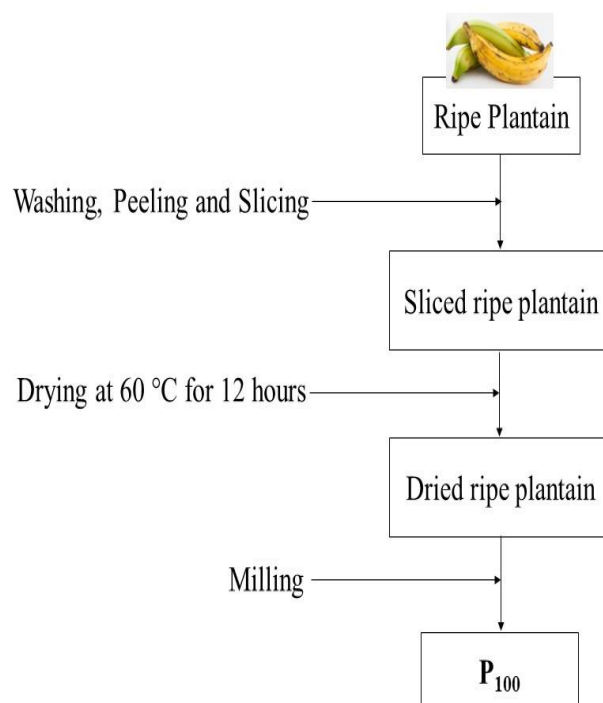 Ripe Plantain
Washing, Peeling and Slicing
Sliced ripe plantain
Drying at 60 °C for 12 hours
Dried ripe plantain
Milling
P₁₀₀